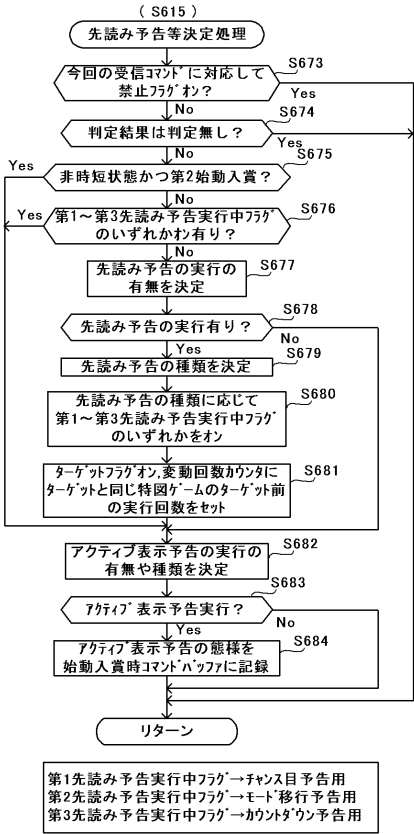 ( S615 )
先読み予告等決定処理
S673
今回の受信ｺﾏﾝﾄﾞに対応して
禁止ﾌﾗｸﾞｵﾝ?
Yes
No
S674
判定結果は判定無し?
Yes
No
S675
Yes
非時短状態かつ第2始動入賞?
No
S676
Yes
第1～第3先読み予告実行中ﾌﾗｸﾞ
のいずれかｵﾝ有り?
No
S677
先読み予告の実行の
有無を決定
S678
先読み予告の実行有り?
No
Yes
S679
先読み予告の種類を決定
S680
先読み予告の種類に応じて
第1～第3先読み予告実行中ﾌﾗｸﾞ
のいずれかをオン
S681
ﾀｰｹﾞｯﾄﾌﾗｸﾞｵﾝ,変動回数ｶｳﾝﾀに
ﾀｰｹﾞｯﾄと同じ特図ｹﾞｰﾑのﾀｰｹﾞｯﾄ前
の実行回数をセット
S682
アクティブ表示予告の実行の
有無や種類を決定
S683
ｱｸﾃｨﾌﾞ表示予告実行?
No
Yes
S684
アクティブ表示予告の態様を
始動入賞時ｺﾏﾝﾄﾞﾊﾞｯﾌｧに記録
リターン
第1先読み予告実行中ﾌﾗｸﾞ→チャンス目予告用
第2先読み予告実行中ﾌﾗｸﾞ→モード移行予告用
第3先読み予告実行中ﾌﾗｸﾞ→カウントダウン予告用